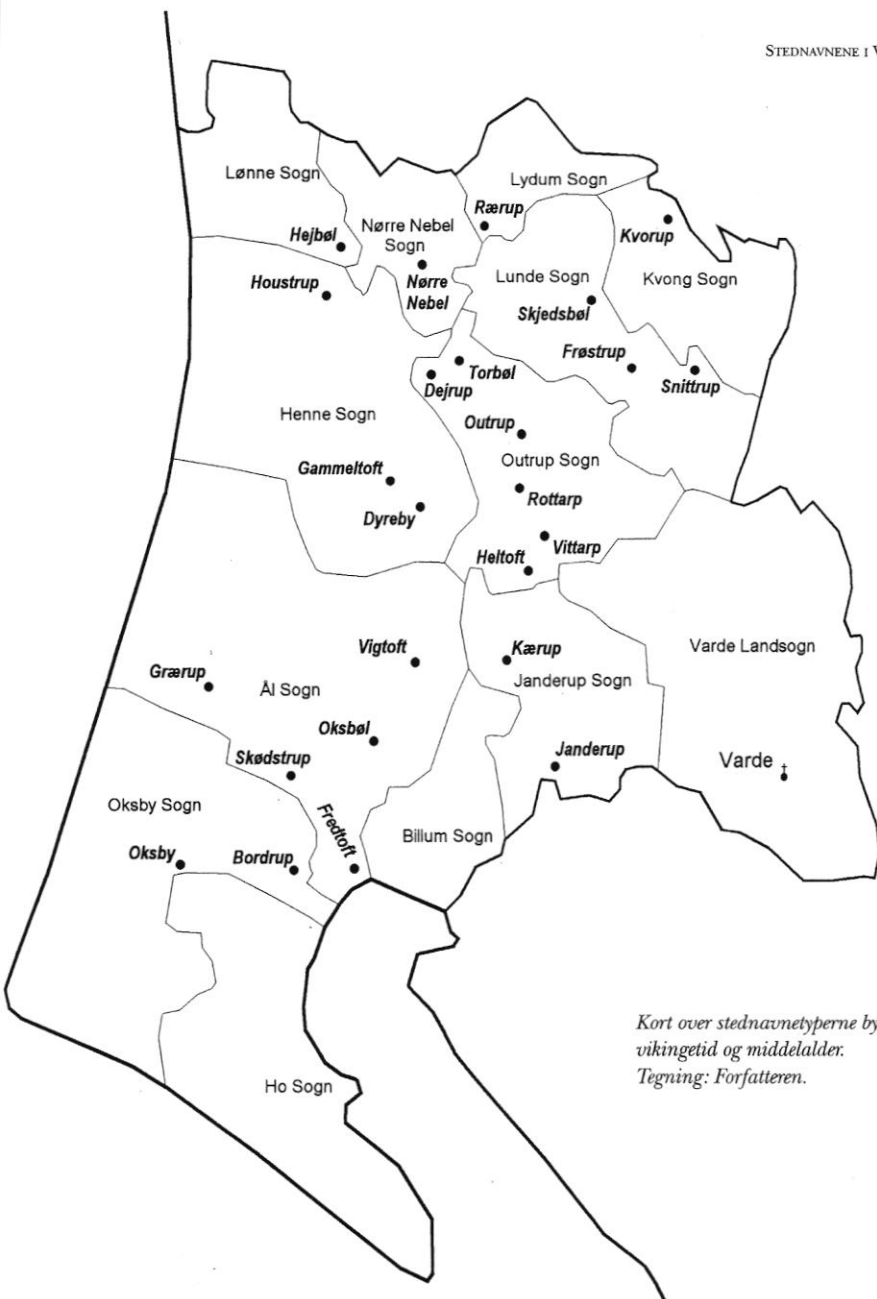 STEDNAVNENE I V
Lønne Sogn
Lydum Sogn
Rærup
Nørre Nebel
Sogn
Kvorup
Hejbøl
Nørre
Nebel
Lunde Sogn
Kvong Sogn
Houstrup
Skjedsbøl
Frøstrup
Torbøl
Snittrup
Dejrup
Henne Sogn
Outrup
Outrup Sogn
Gammeltoft
Rottarp
Dyreby
Vittarp
Heltoft
Vigtoft
Kærup
Varde Landsogn
Grærup
Ål Sogn
Janderup Sogn
Oksbøl
Skødstrup
Janderup
Varde
Oksby Sogn
Fredtoft
Billum Sogn
Oksby
Bordrup
Kort over stednavnetyperne by
vikingetid og middelalder.
Tegning: Forfatteren.
Ho Sogn